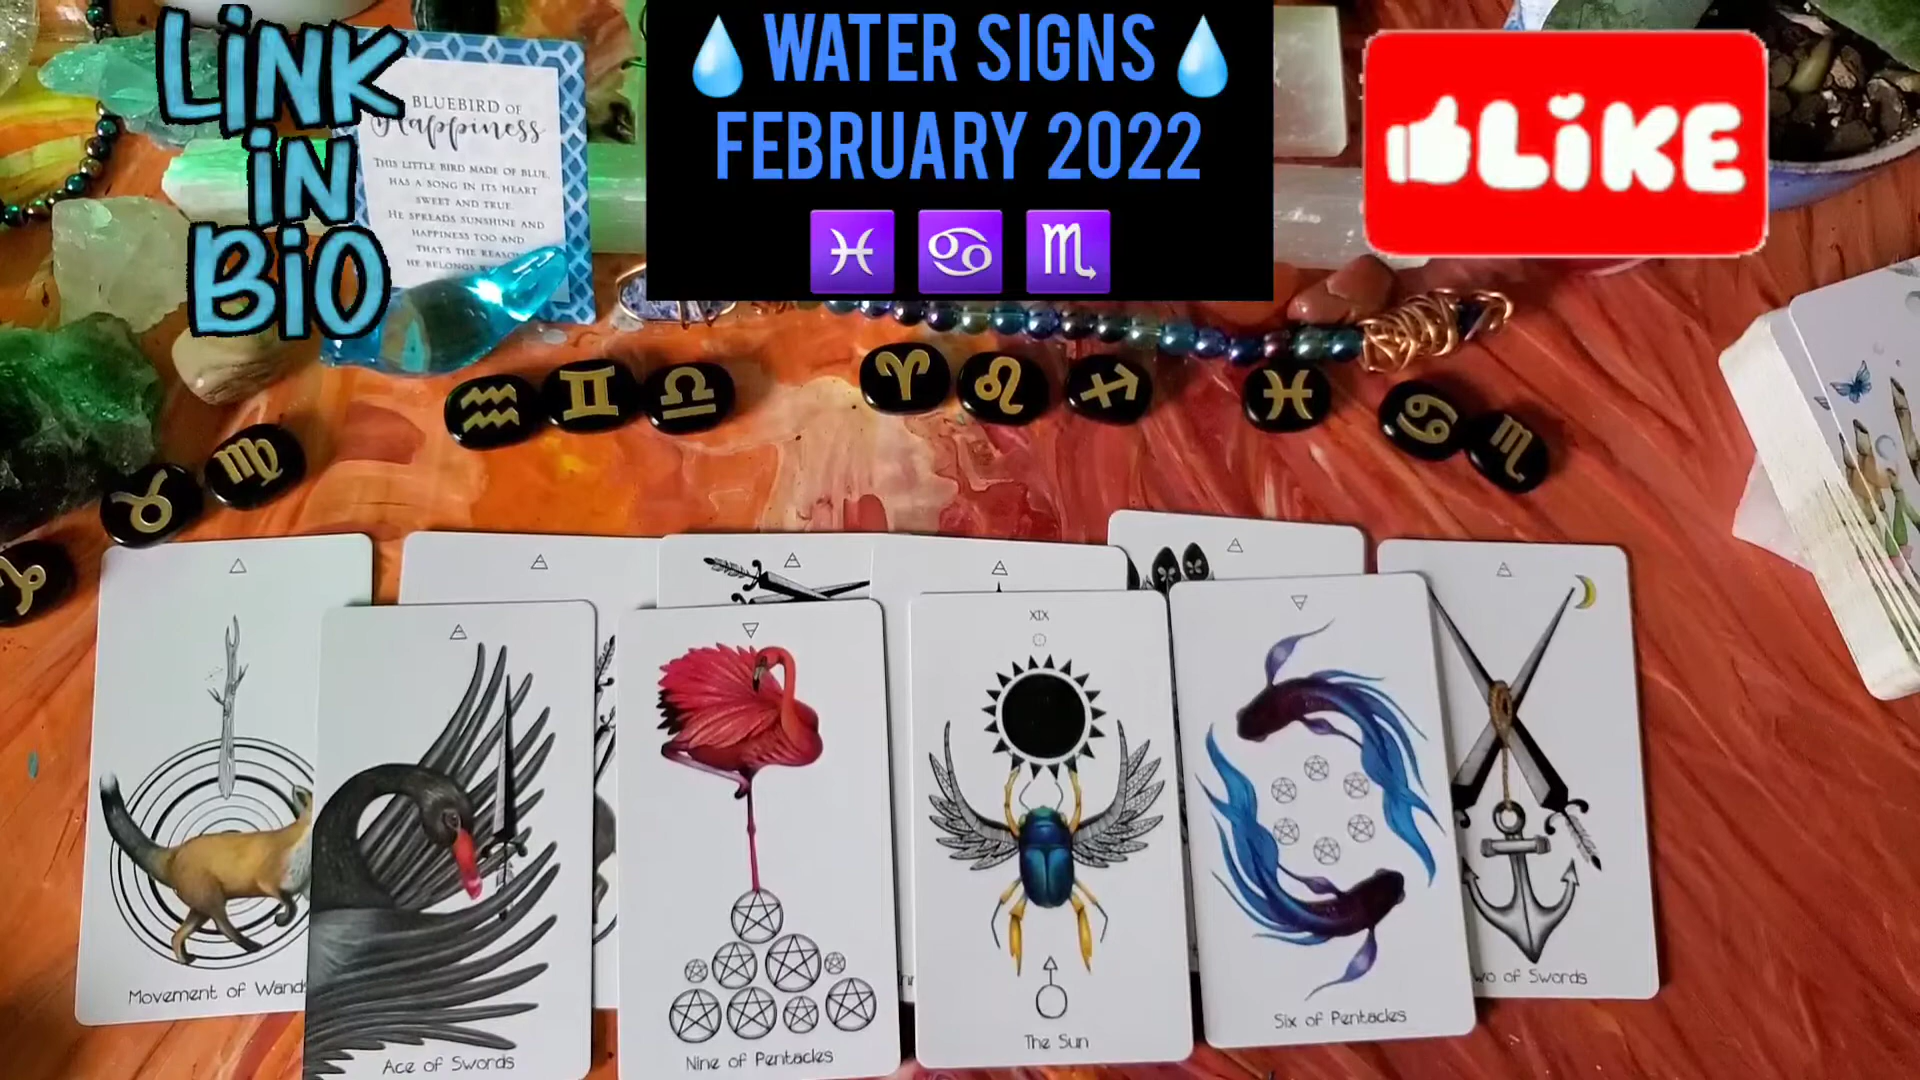 LiNK
iN
BiO
BLUEBIRD OF
Happiness
THIS LITTLE BIRD MADE OF BLUE,
HAS A SONG IN ITS HEART
SWEET AND TRUE.
HE SPREADS SUNSHINE AND
HAPPINESS TOO AND
THAT'S THE
HE BELONGS
WATER SIGNS
FEBRUARY 2022
LiKE
XIX
Movement of Wands
Ace of Swords
Nine of Pentacles
The Sun
Six of Pentacles
of Swords